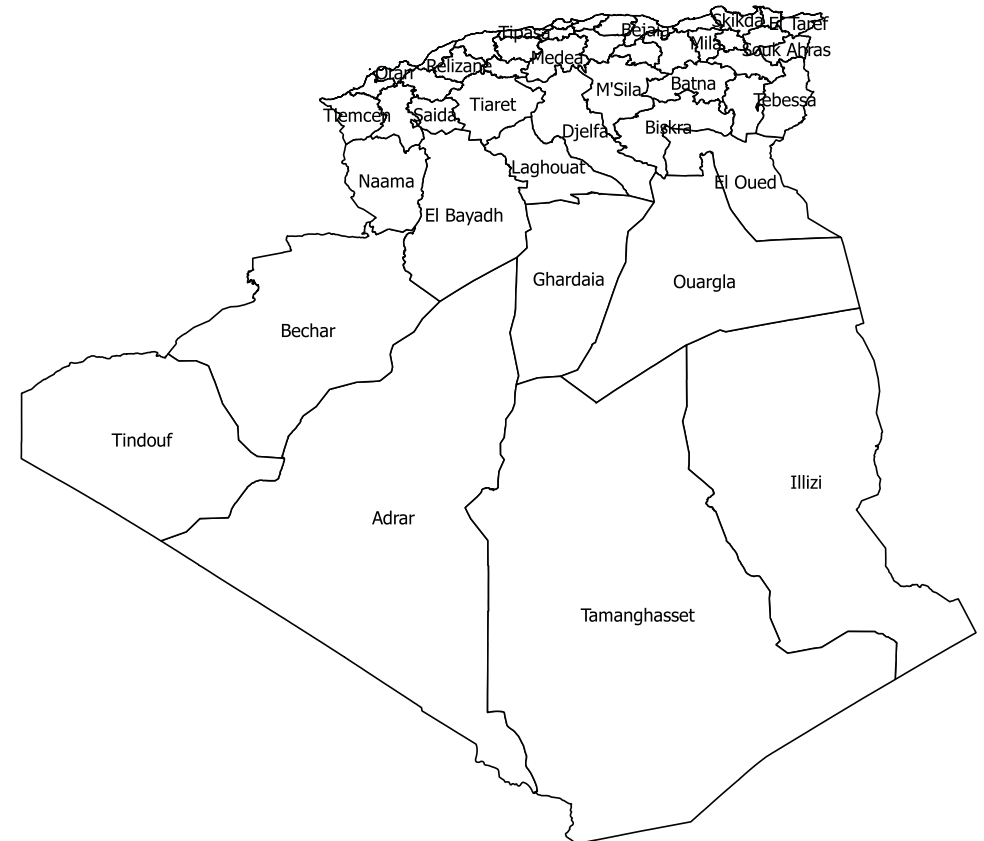 Skikda
El Taref
Tipasa
Bejaia
Mila
Souk Ahras
Medea
Relizane
Oran
M'Sila
Batna
Tebessa
Tiaret
Tlemcen
Saida
Djelfa
Biskra
Laghouat
Naama
El Oued
El Bayadh
Ghardaia
Ouargla
Bechar
Tindouf
Illizi
Adrar
Tamanghasset